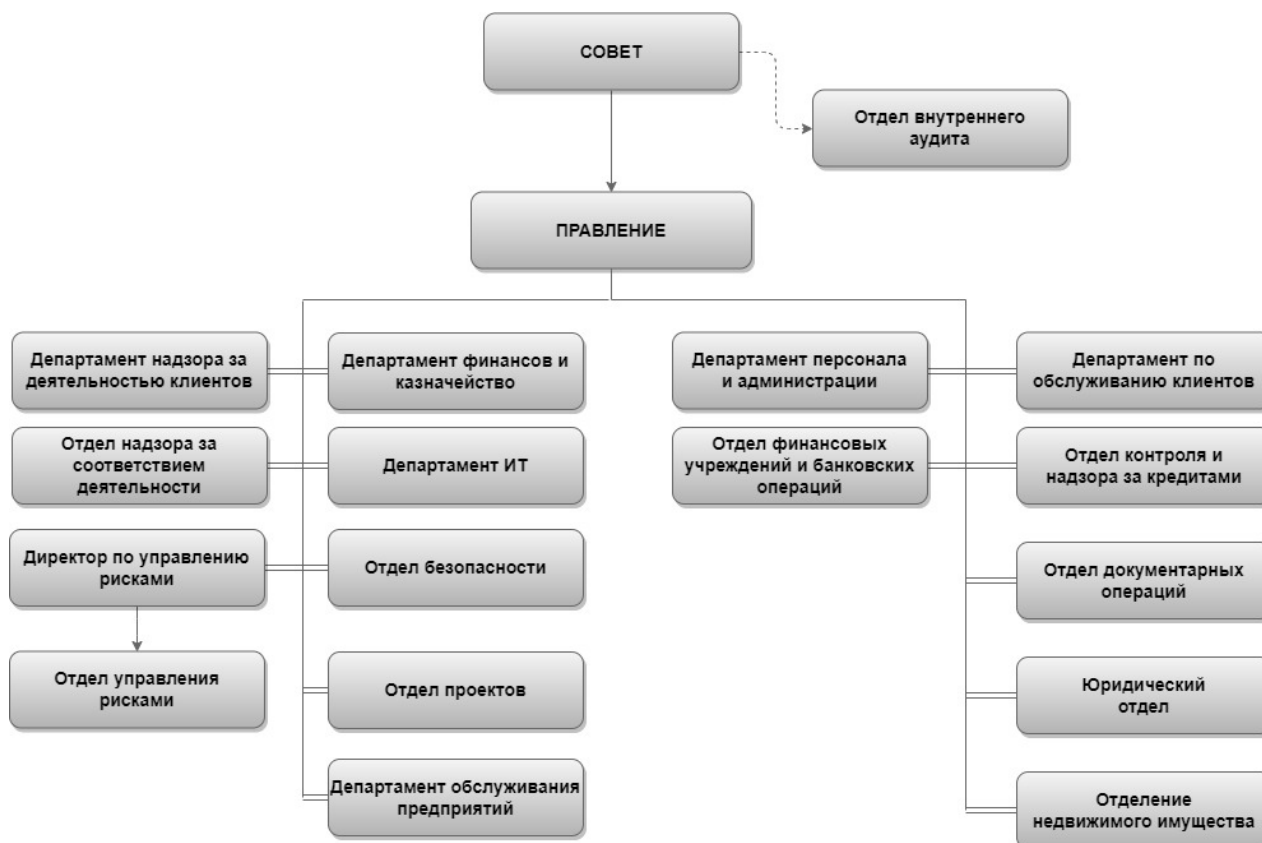 СОВЕТ
Отдел внутреннего
аудита
ПРАВЛЕНИЕ
Департамент надзора за
деятельностью клиентов
Департамент финансов и
казначейство
Департамент персонала
и администрации
Департамент по
обслуживанию клиентов
Отдел надзора за
соответствием
деятельности
Департамент ИТ
Отдел финансовых
учреждений и банковских
операций
Отдел контроля и
надзора за кредитами
Директор по управлению
рисками
Отдел безопасности
Отдел документарных
операций
Отдел управления
рисками
Отдел проектов
Юридический
отдел
Департамент обслуживания
предприятий
Отделение
недвижимого имущества